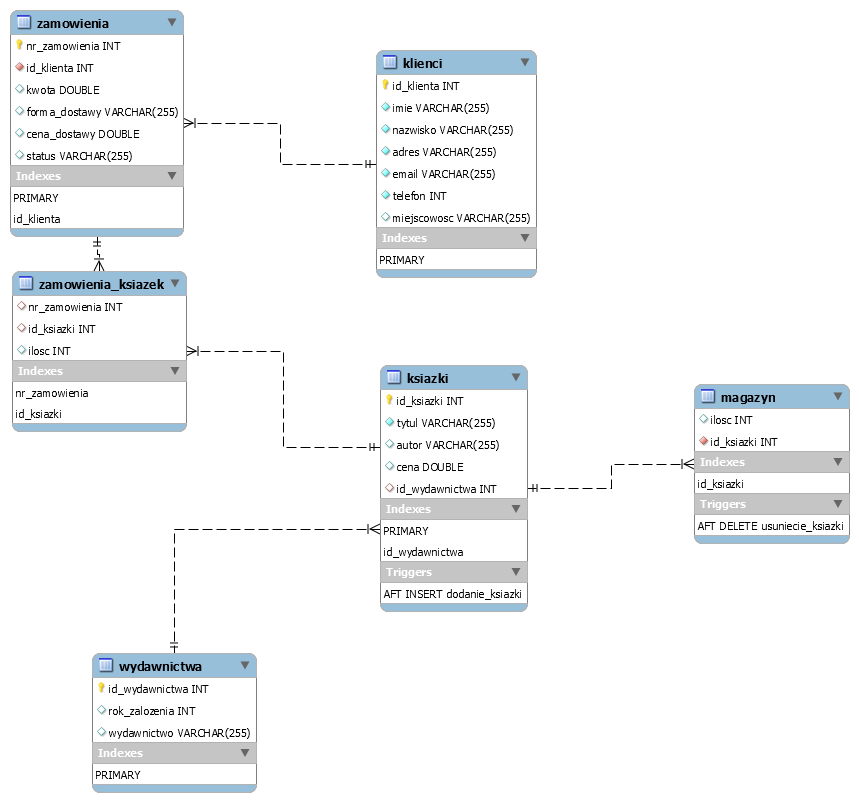 zamowienia
nr_zamowienia INT
id_klienta INT
kwota DOUBLE
forma_dostawy VARCHAR(255)
cena_dostawy DOUBLE
status VARCHAR(255)
Indexes
PRIMARY
id_klienta
klienci
id_klienta INT
imie VARCHAR(255)
nazwisko VARCHAR(255)
adres VARCHAR(255)
email VARCHAR(255)
telefon INT
miejscowosc VARCHAR(255)
Indexes
PRIMARY
zamowienia_ksiazek
nr_zamowienia INT
id_ksiazki INT
ilosc INT
Indexes
nr_zamowienia
id_ksiazki
ksiazki
id_ksiazki INT
tytul VARCHAR(255)
autor VARCHAR(255)
cena DOUBLE
id_wydawnictwa INT
Indexes
PRIMARY
id_wydawnictwa
Triggers
AFT INSERT dodanie_ksiazki
magazyn
ilosc INT
id_ksiazki INT
Indexes
id_ksiazki
Triggers
AFT DELETE usuniecie_ksiazki
wydawnictwa
id_wydawnictwa INT
rok_zalozenia INT
wydawnictwo VARCHAR(255)
Indexes
PRIMARY